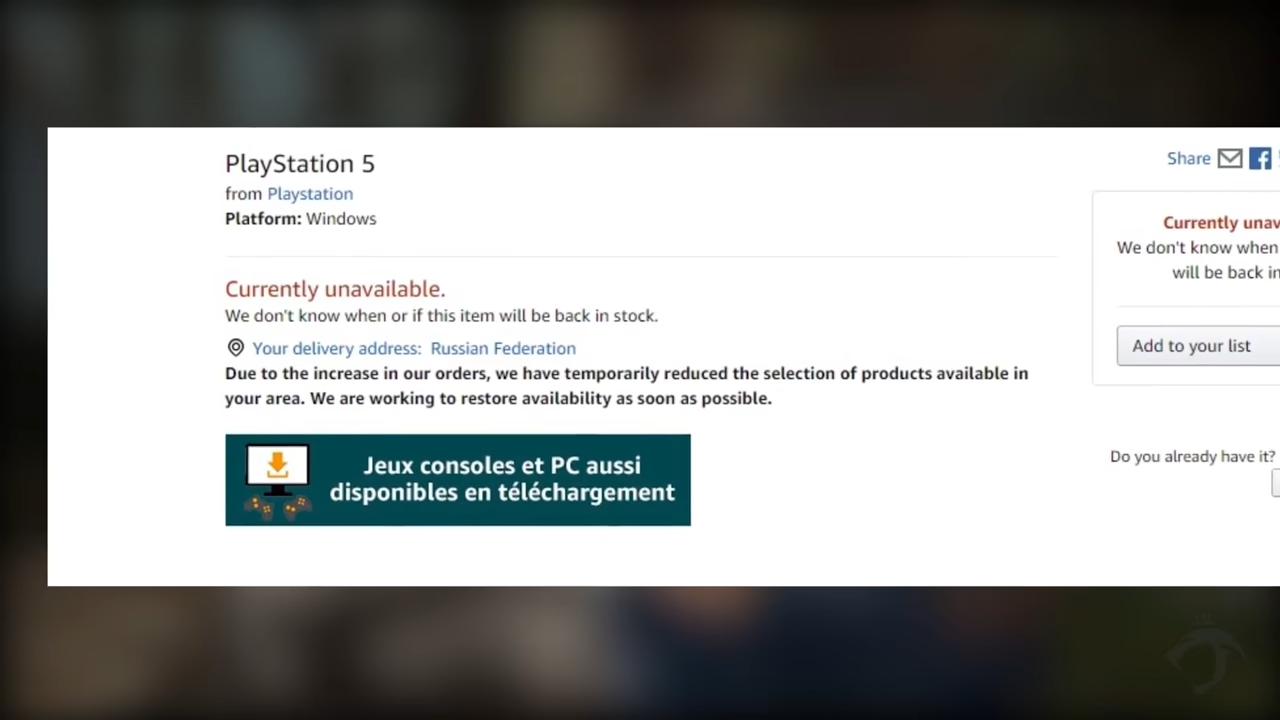 PlayStation 5
from Playstation
Platform: Windows
Currently unavailable.
We don't know when or if this item will be back in stock.
Your delivery address: Russian Federation
Due to the increase in our orders, we have temporarily reduced the selection of products available in
your area. We are working to restore availability as soon as possible.
Jeux consoles et PC aussi
disponibles en téléchargement
Share
Currently unav
We don't know when
will be back in
Add to your list
Do you already have it?